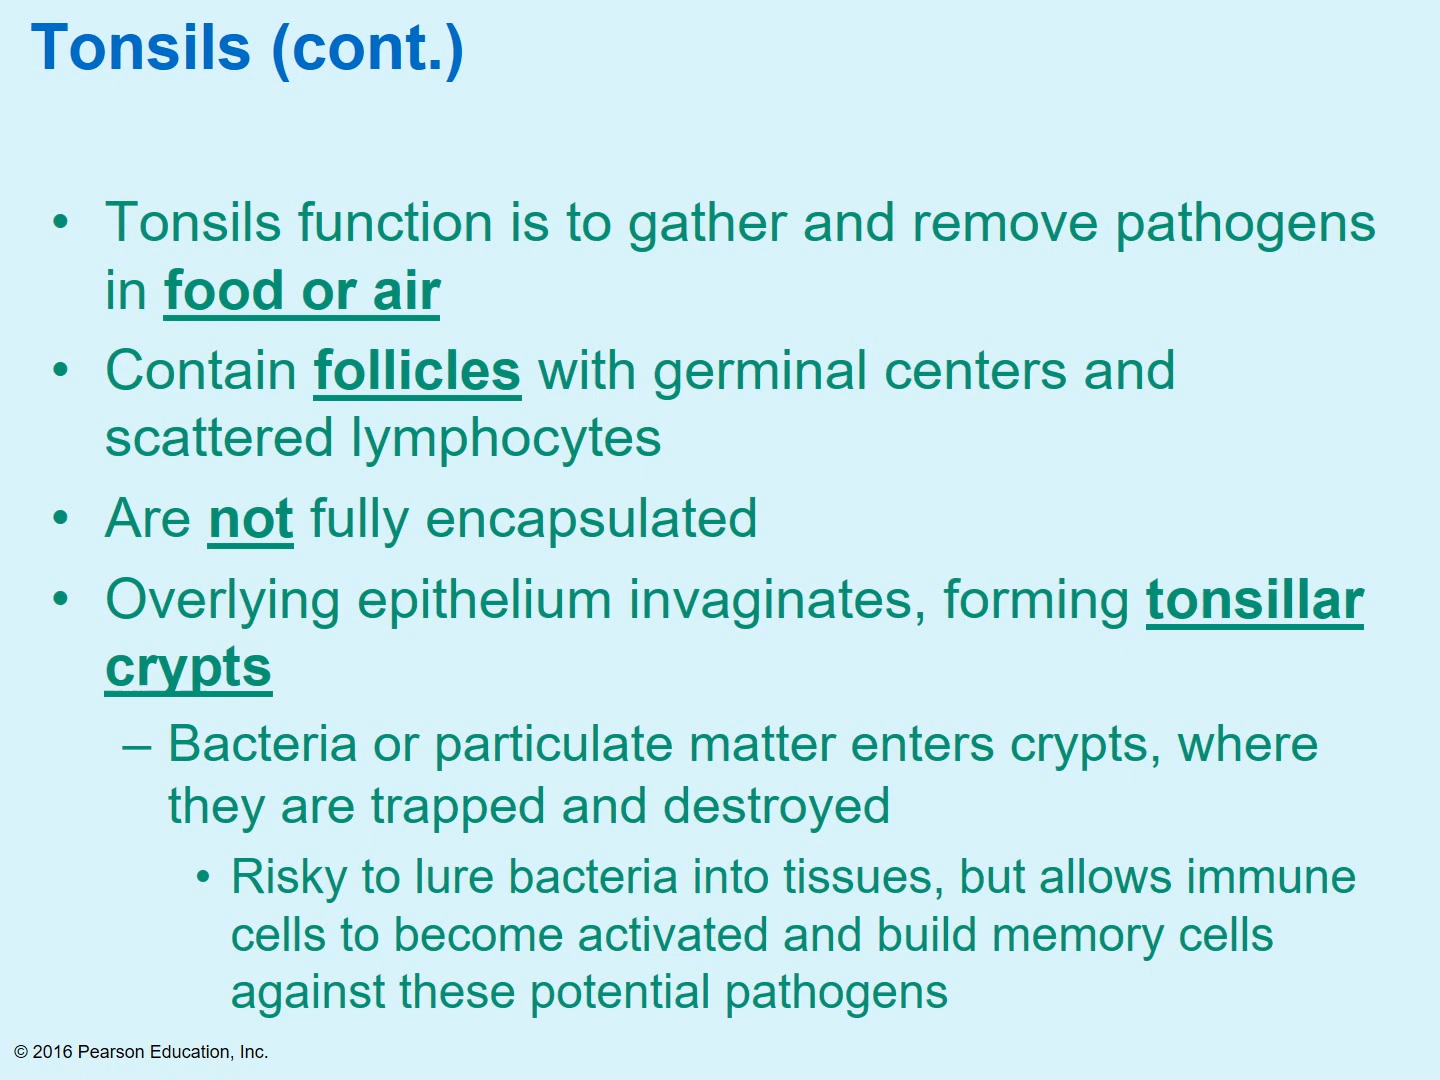 Tonsils (cont.)
• Tonsils function is to gather and remove pathogens
in food or air
• Contain follicles with germinal centers and
scattered lymphocytes
• Are not fully encapsulated
• Overlying epithelium invaginates, forming tonsillar
crypts
– Bacteria or particulate matter enters crypts, where
they are trapped and destroyed
• Risky to lure bacteria into tissues, but allows immune
cells to become activated and build memory cells
against these potential pathogens
© 2016 Pearson Education, Inc.